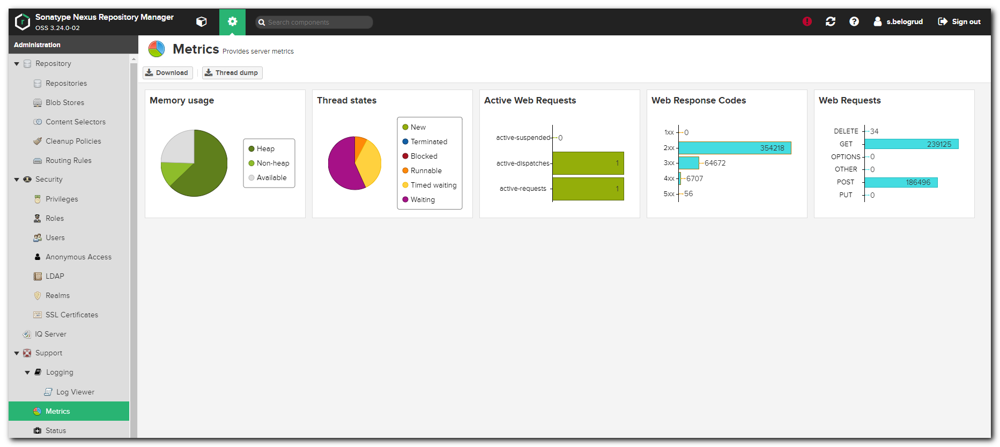 Sonatype Nexus Repository Manager
OSS 3.24.0-02
Search components
s.belogrud
Sign out
Administration
Repository
Repositories
Blob Stores
Content Selectors
Cleanup Policies
Routing Rules
Security
Privileges
Roles
Users
Anonymous Access
LDAP
Realms
SSL Certificates
IQ Server
Support
Logging
Log Viewer
Metrics
Status
Metrics Provides server metrics
Download
Thread dump
Memory usage
Heap
Non-heap
Available
Thread states
New
Terminated
Blocked
Runnable
Timed waiting
Waiting
Active Web Requests
active-suspended 0
active-dispatches 1
active-requests 1
Web Response Codes
1xx 0
2xx 354218
3xx 64672
4xx 6707
5xx 56
Web Requests
DELETE 34
GET 239125
OPTIONS 0
OTHER 0
POST 186496
PUT 0